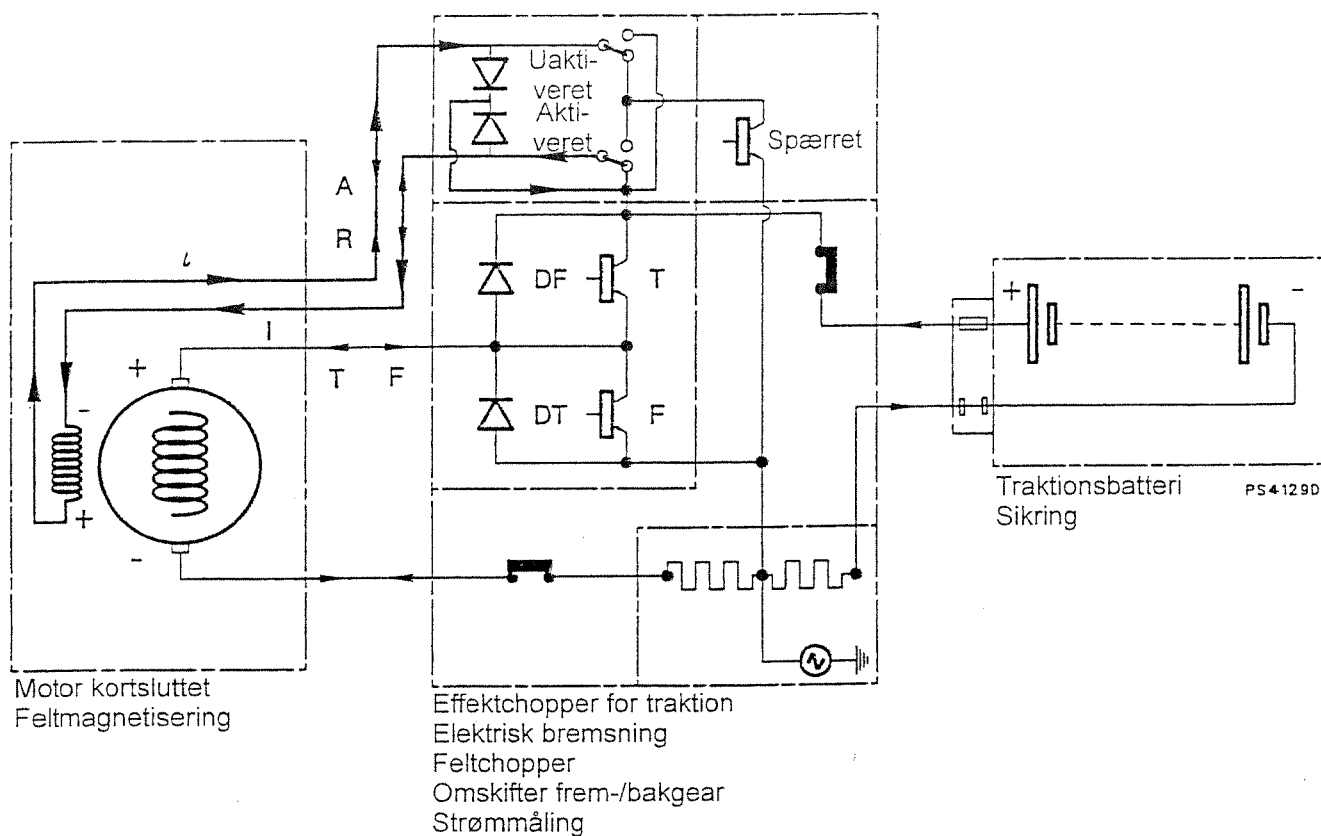 Uakti-
veret
Akti-
veret
Spærret
A
R
ι
I
T F
+
-
+
-
DF T
DT F
+ -
Traktionsbatteri
Sikring
PS4129D
Motor kortsluttet
Feltmagnetisering
Effektchopper for traktion
Elektrisk bremsning
Feltchopper
Omskifter frem-/bakgear
Strømmåling